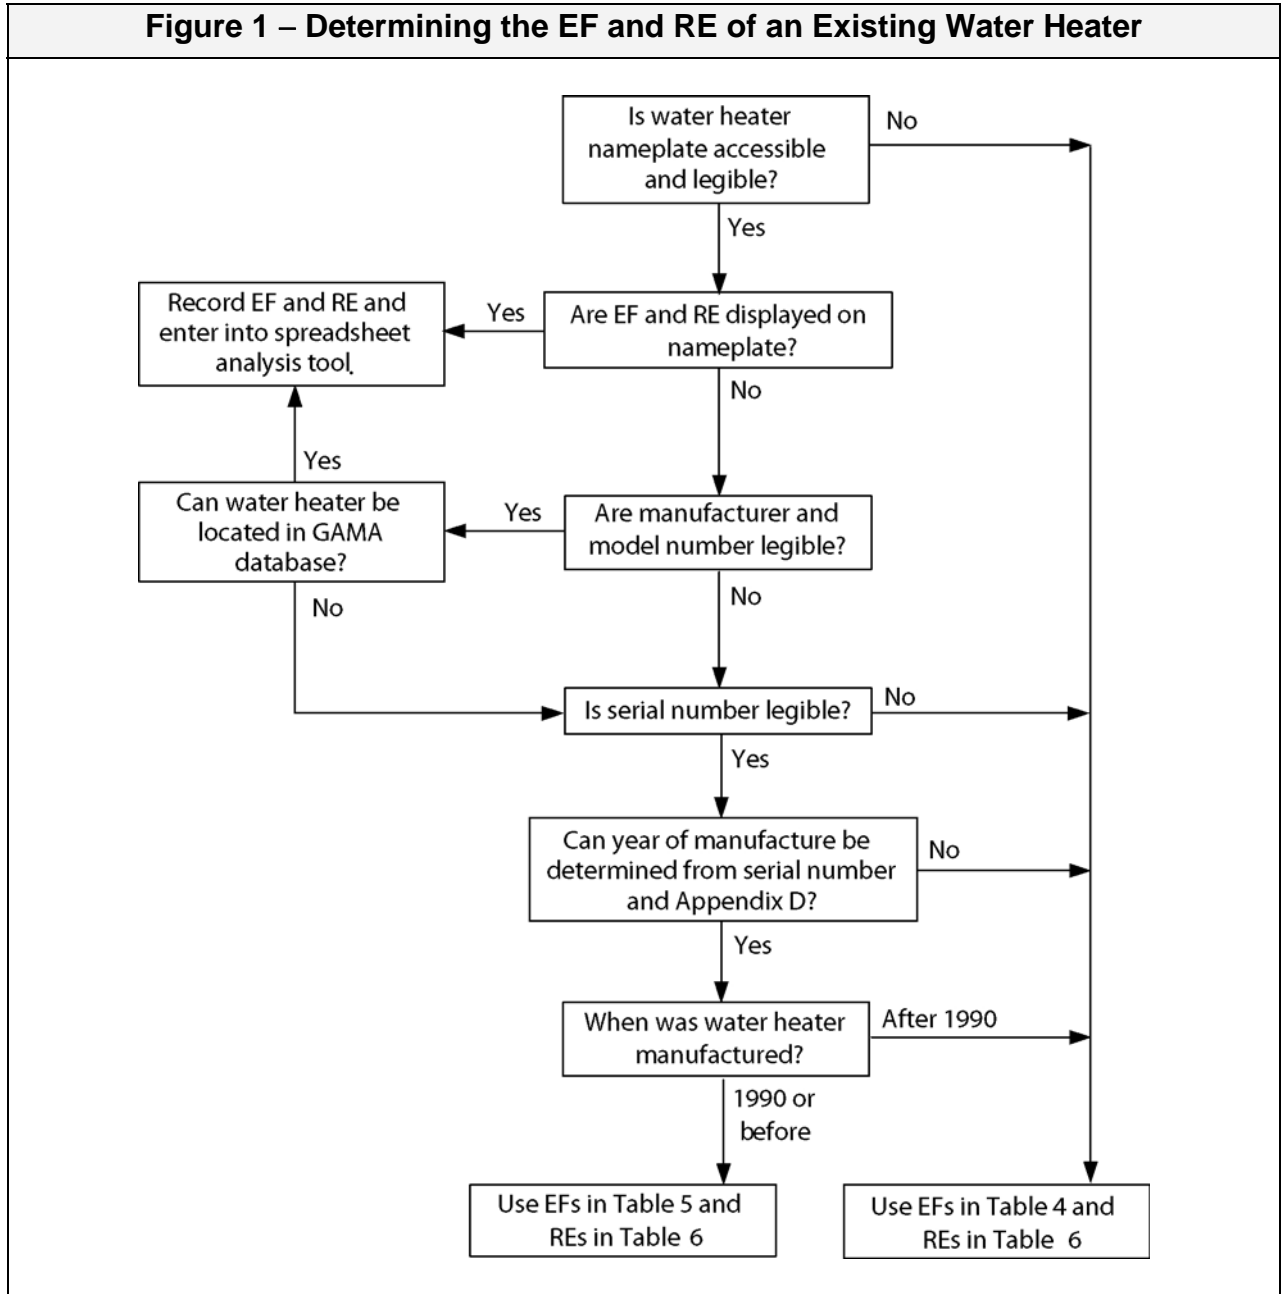 Figure 1 – Determining the EF and RE of an Existing Water Heater
Is water heater
nameplate accessible
and legible?
No
Yes
Are EF and RE displayed on
nameplate?
Yes
Record EF and RE and
enter into spreadsheet
analysis tool.
No
Yes
Can water heater be
located in GAMA
database?
Yes
Are manufacturer and
model number legible?
No
No
Is serial number legible?
No
Yes
Can year of manufacture be
determined from serial number
and Appendix D?
No
Yes
When was water heater
manufactured?
After 1990
1990 or
before
Use EFs in Table 5 and
REs in Table 6
Use EFs in Table 4 and
REs in Table 6